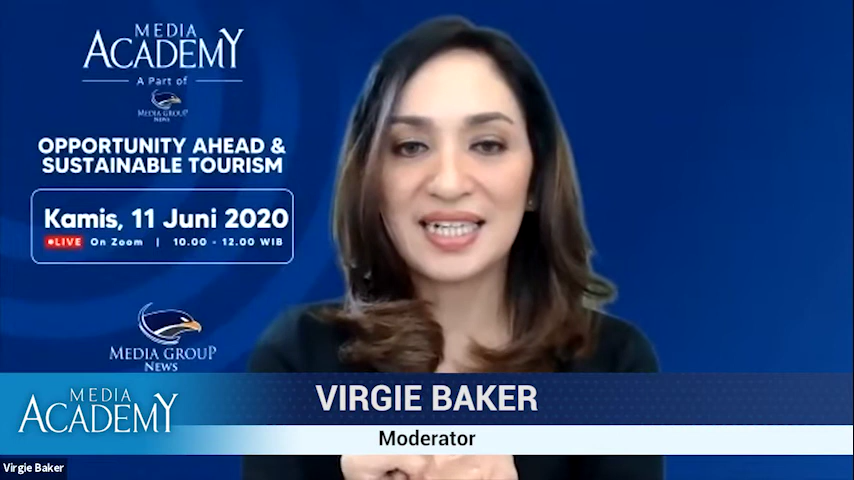 MEDIA
ACADEMY
A Part of
MEDIA GROUP
NEWS
OPPORTUNITY AHEAD &
SUSTAINABLE TOURISM
Kamis, 11 Juni 2020
LIVE On Zoom | 10.00 - 12.00 WIB
MEDIA GROUP
NEWS
MEDIA
ACADEMY
VIRGIE BAKER
Moderator
Virgie Baker